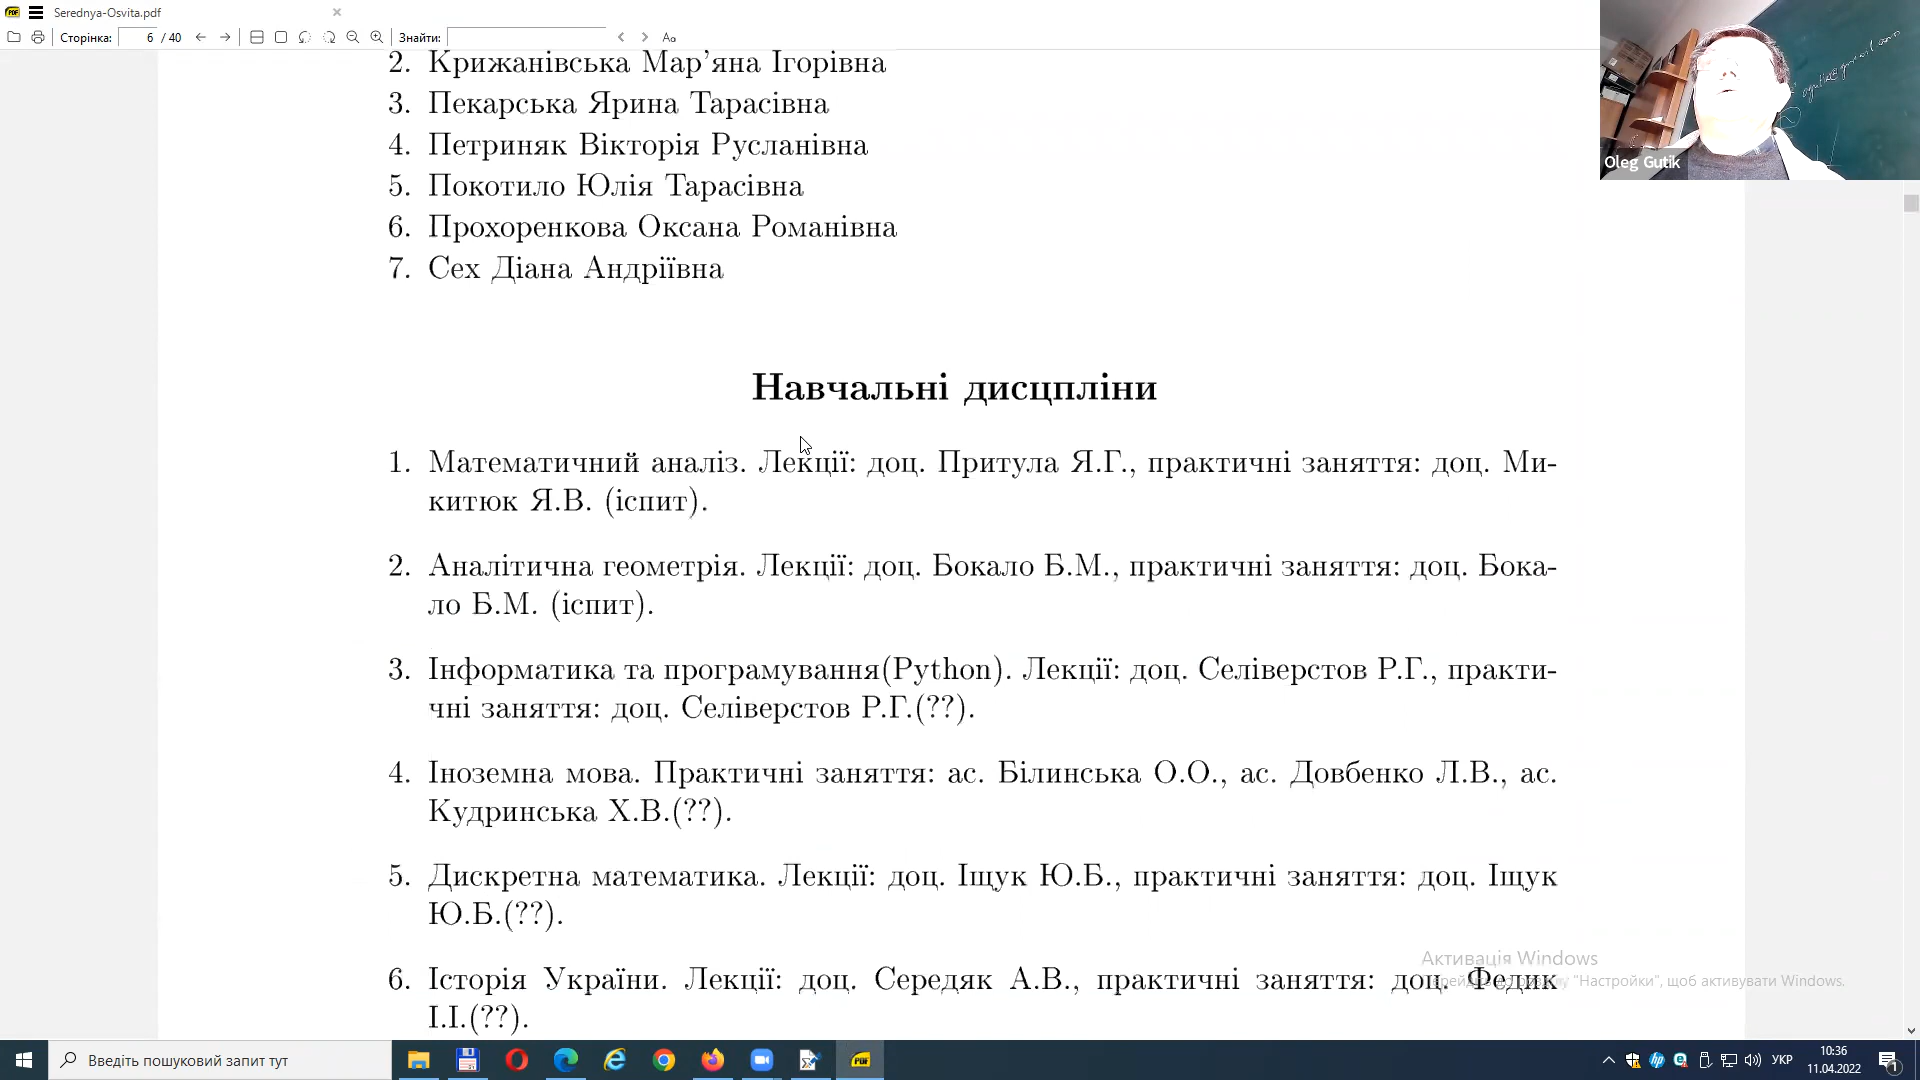 Serednya-Osvita.pdf
Сторінка: 6 / 40 Знайти:
2. Крижанівська Мар’яна Ігорівна
3. Пекарська Ярина Тарасівна
4. Петриняк Вікторія Русланівна
5. Покотило Юлія Тарасівна
6. Прохоренкова Оксана Романівна
7. Сех Діана Андріївна
Oleg Gutik
Навчальні дисцпліни
1. Математичний аналіз. Лекції: доц. Притула Я.Г., практичні заняття: доц. Ми-
китюк Я.В. (іспит).
2. Аналітична геометрія. Лекції: доц. Бокало Б.М., практичні заняття: доц. Бока-
ло Б.М. (іспит).
3. Інформатика та програмування(Python). Лекції: доц. Селіверстов Р.Г., практи-
чні заняття: доц. Селіверстов Р.Г.(??).
4. Іноземна мова. Практичні заняття: ас. Білинська О.О., ас. Довбенко Л.В., ас.
Кудринська Х.В.(??).
5. Дискретна математика. Лекції: доц. Іщук Ю.Б., практичні заняття: доц. Іщук
Ю.Б.(??).
6. Історія України. Лекції: доц. Середяк А.В., практичні заняття: доц. Федик
І.І.(??).
Активація Windows
"Настройки", щоб активувати Windows.
Введіть пошуковий запит тут
УКР
10:36
11.04.2022